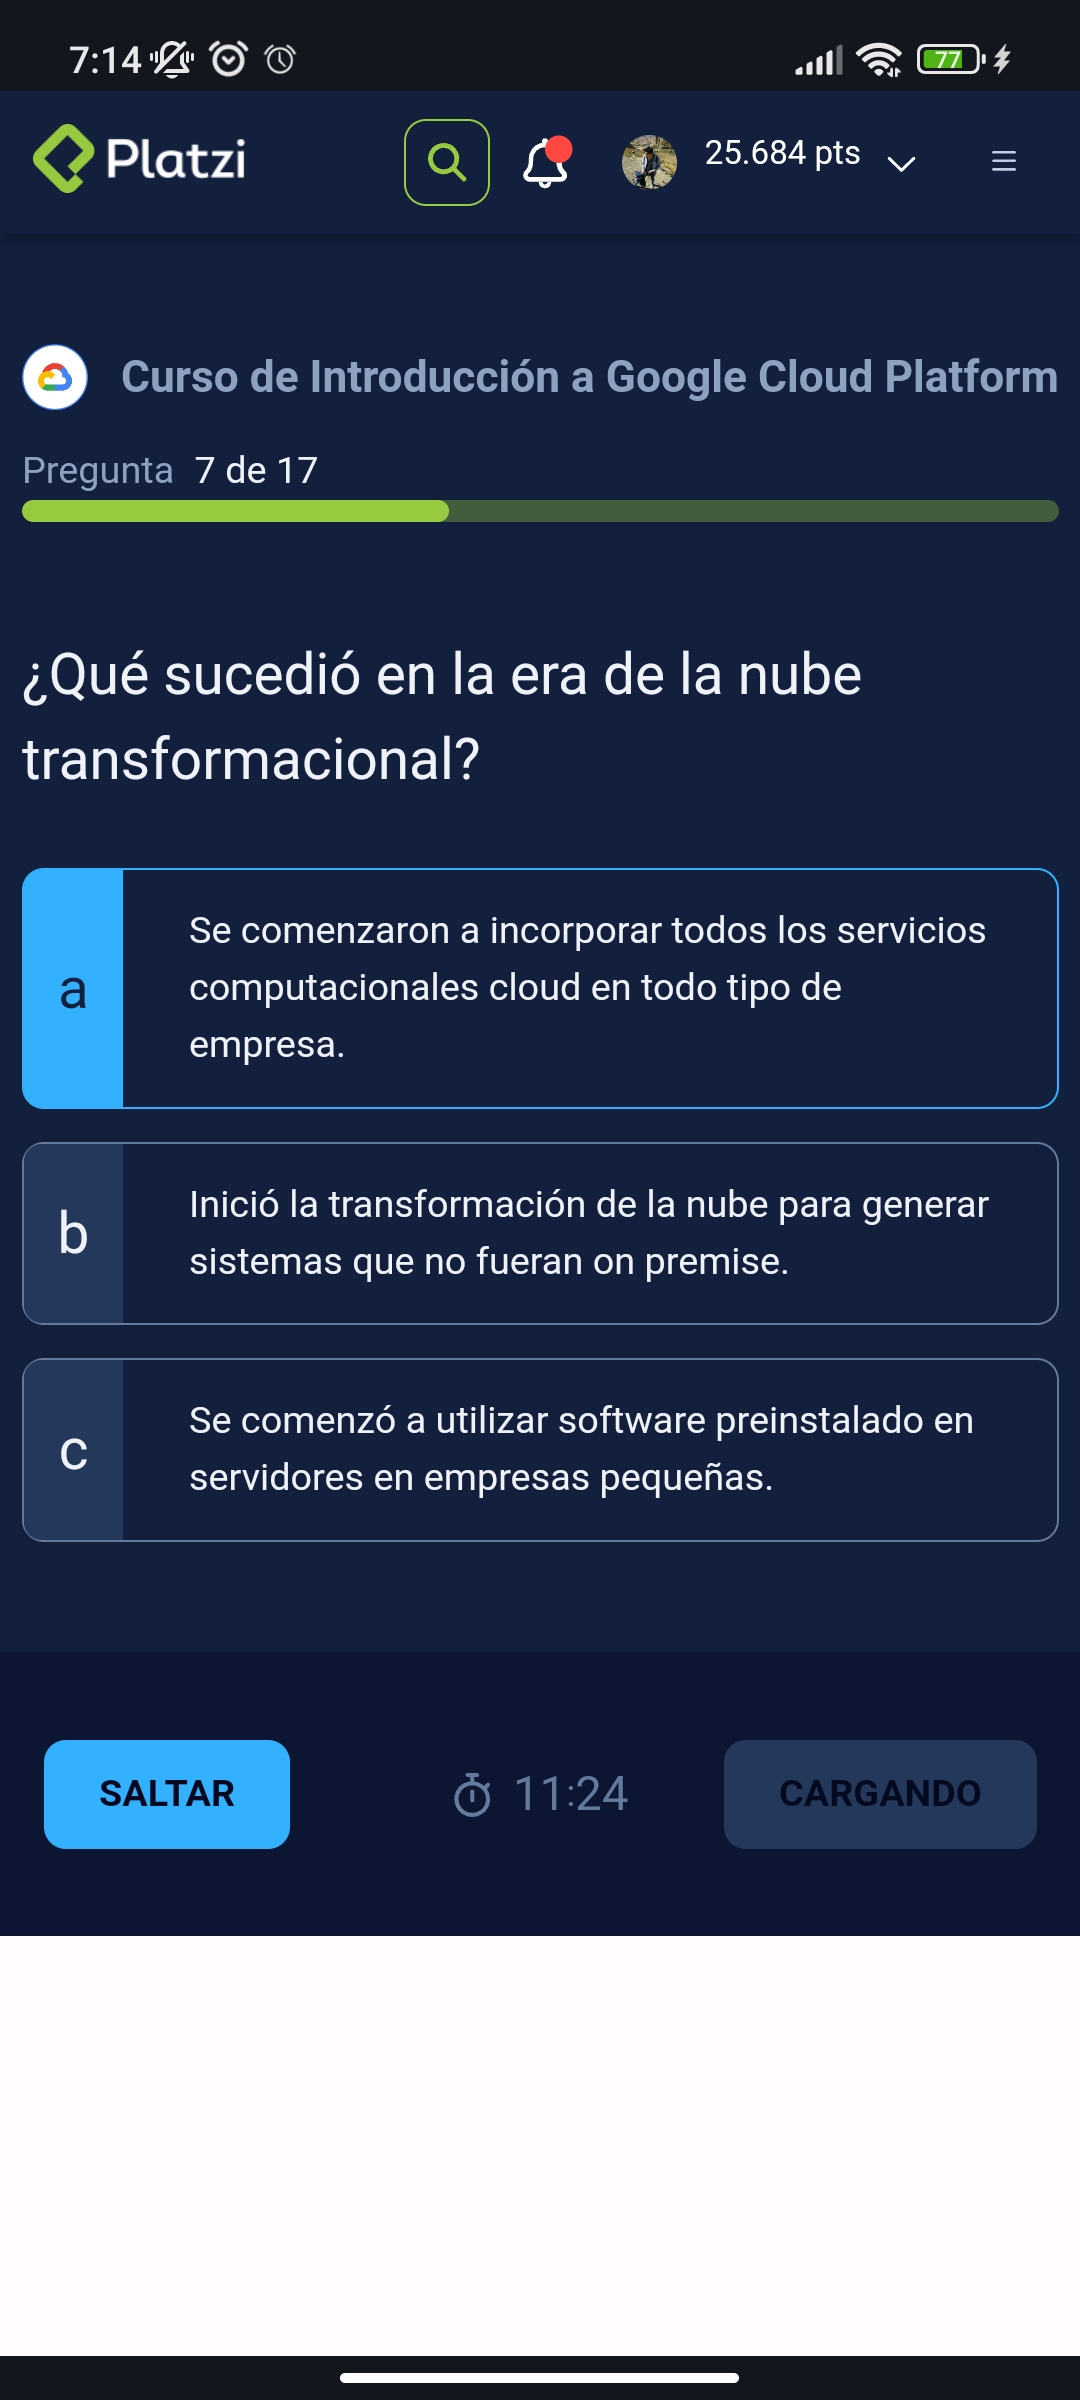 7:14
77
Platzi
25.684 pts
Curso de Introducción a Google Cloud Platform
Pregunta 7 de 17
¿Qué sucedió en la era de la nube
transformacional?
a
Se comenzaron a incorporar todos los servicios
computacionales cloud en todo tipo de
empresa.
b
Inició la transformación de la nube para generar
sistemas que no fueran on premise.
c
Se comenzó a utilizar software preinstalado en
servidores en empresas pequeñas.
SALTAR
11:24
CARGANDO